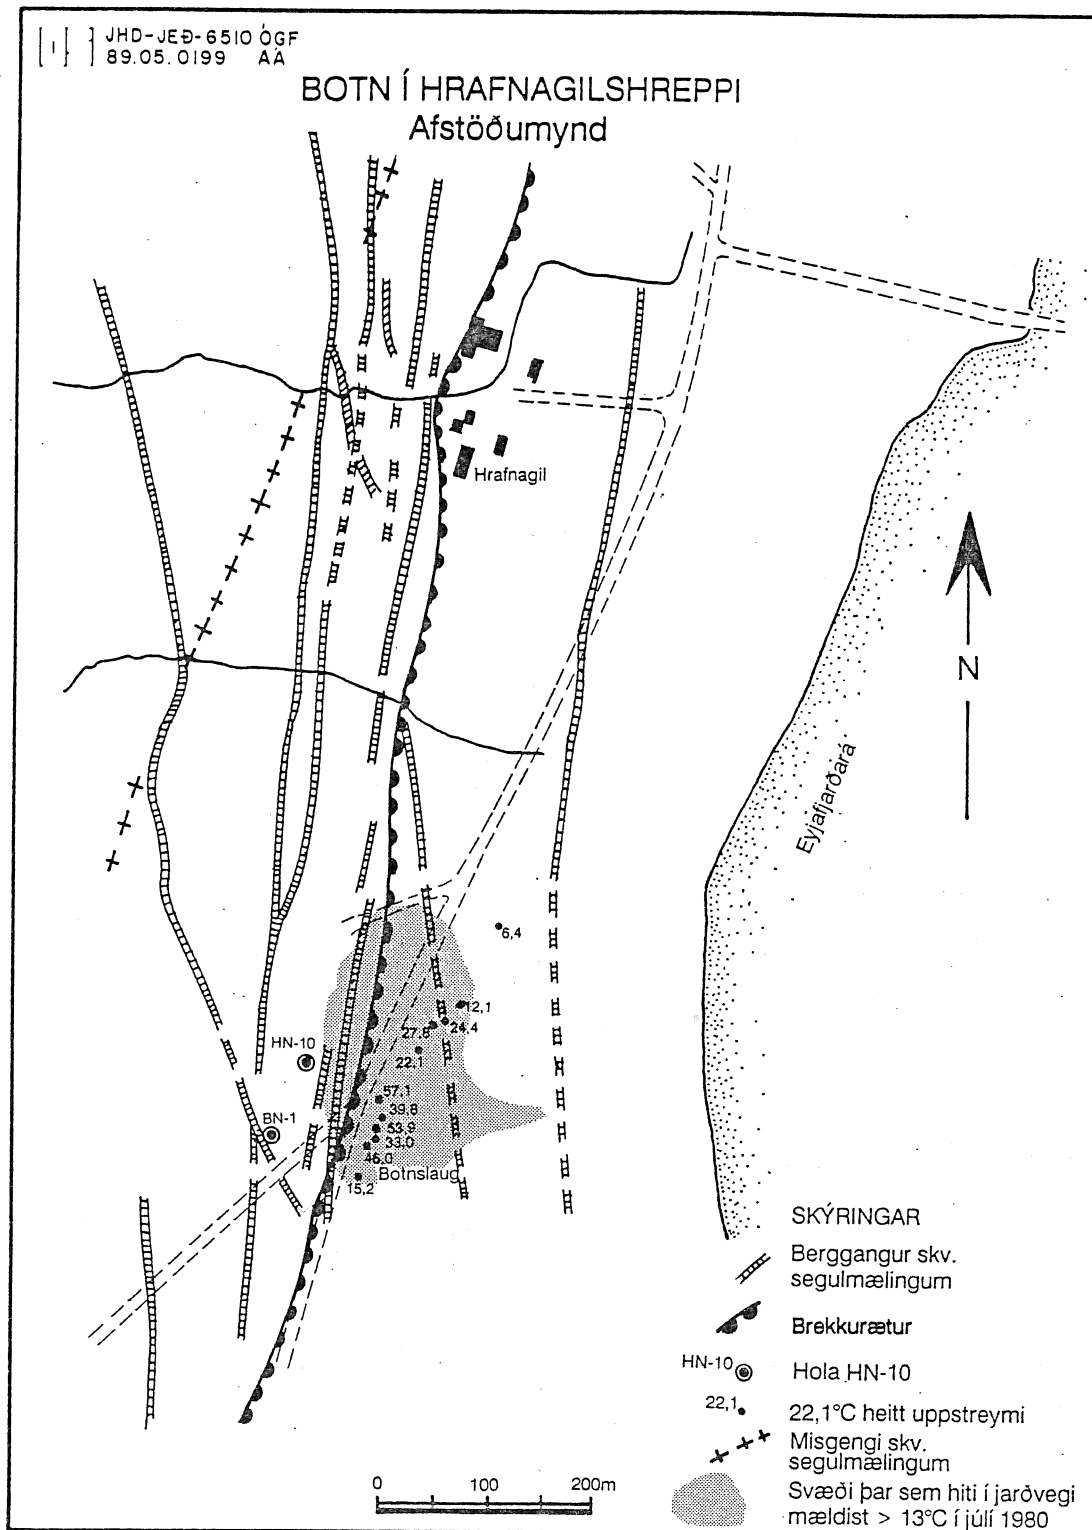 JHD-JEÐ-6510 ÓGF
89.05.0199 ÁÁ
BOTN Í HRAFNAGILSHREPPI
Afstöðumynd
Hrafnagil
N
Eyjafjarðará
6,4
12,1
27,8
24,4
HN-10
22,1
57,1
39,8
BN-1
53,9
33,0
46,0
Botnslaug
15,2
SKÝRINGAR
Berggangur skv.
segulmælingum
Brekkurætur
HN-10
Hola HN-10
22,1
22,1°C heitt uppstreymi
Misgengi skv.
segulmælingum
Svæði þar sem hiti í jarðvegi
mældist > 13°C í júlí 1980
0 100 200m